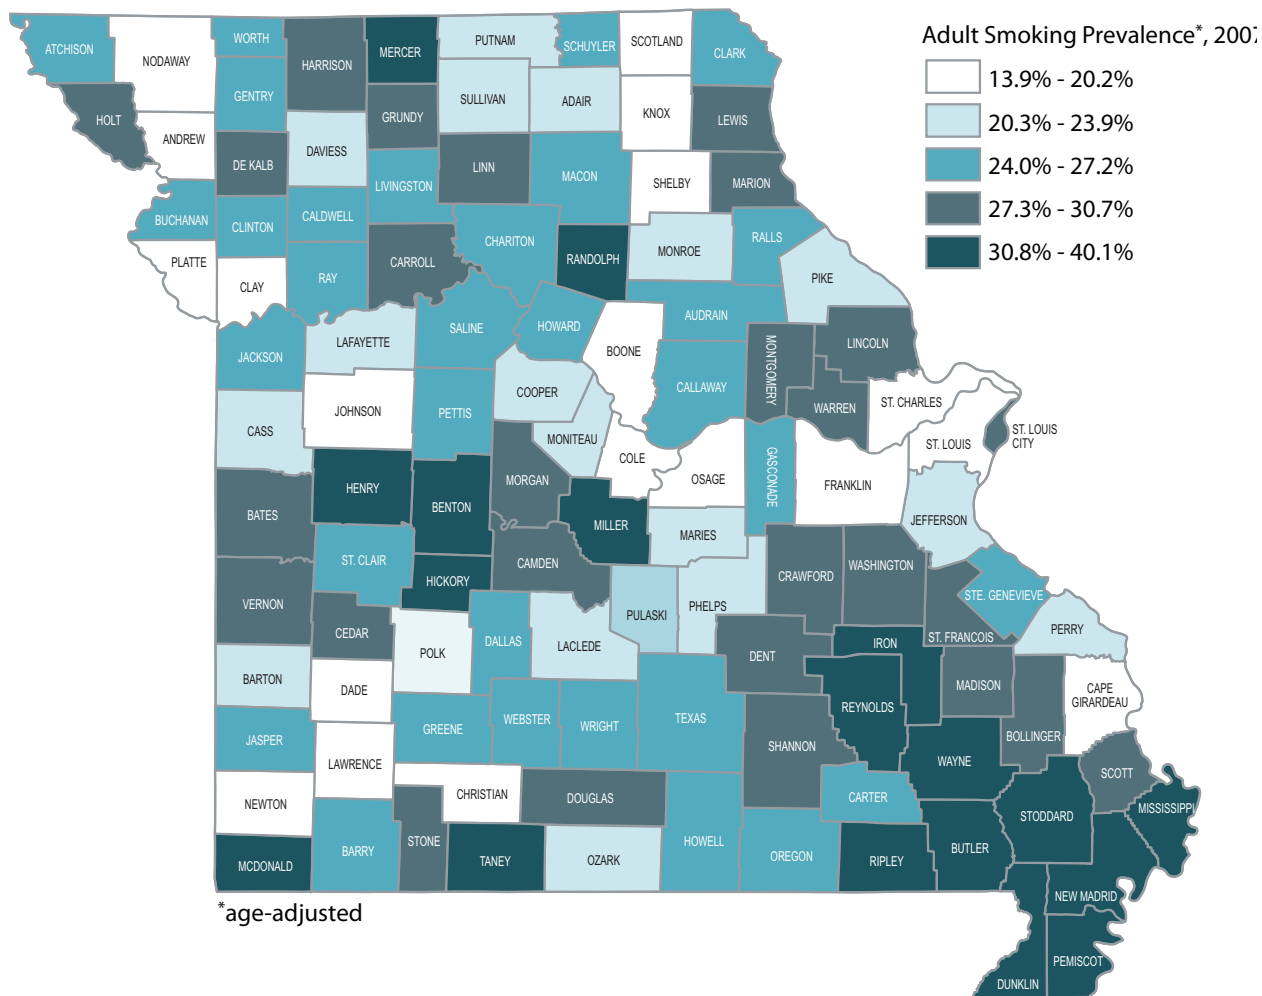 Adult Smoking Prevalence*, 2007
13.9% - 20.2%
20.3% - 23.9%
24.0% - 27.2%
27.3% - 30.7%
30.8% - 40.1%
ATCHISON
NODAWAY
WORTH
HARRISON
MERCER
PUTNAM
SCHUYLER
SCOTLAND
CLARK
GENTRY
SULLIVAN
ADAIR
KNOX
LEWIS
HOLT
ANDREW
DE KALB
DAVIESS
GRUNDY
LINN
MACON
SHELBY
MARION
LIVINGSTON
BUCHANAN
CLINTON
CALDWELL
CHARITON
RANDOLPH
MONROE
RALLS
PLATTE
CLAY
RAY
CARROLL
PIKE
JACKSON
LAFAYETTE
SALINE
HOWARD
BOONE
AUDRAIN
MONTGOMERY
LINCOLN
CASS
JOHNSON
PETTIS
COOPER
MONITEAU
CALLAWAY
WARREN
ST. CHARLES
ST. LOUIS
ST. LOUIS
CITY
COLE
OSAGE
GASCONADE
FRANKLIN
JEFFERSON
BATES
HENRY
BENTON
MORGAN
MILLER
MARIES
VERNON
ST. CLAIR
HICKORY
CAMDEN
PULASKI
PHELPS
CRAWFORD
WASHINGTON
STE. GENEVIEVE
ST. FRANCOIS
PERRY
CEDAR
POLK
DALLAS
LACLEDE
DENT
IRON
MADISON
BARTON
DADE
REYNOLDS
BOLLINGER
CAPE
GIRARDEAU
JASPER
GREENE
WEBSTER
WRIGHT
TEXAS
SHANNON
WAYNE
SCOTT
LAWRENCE
NEWTON
CHRISTIAN
DOUGLAS
CARTER
STODDARD
MISSISSIPPI
MCDONALD
BARRY
STONE
TANEY
OZARK
HOWELL
OREGON
RIPLEY
BUTLER
NEW MADRID
PEMISCOT
DUNKLIN
*age-adjusted